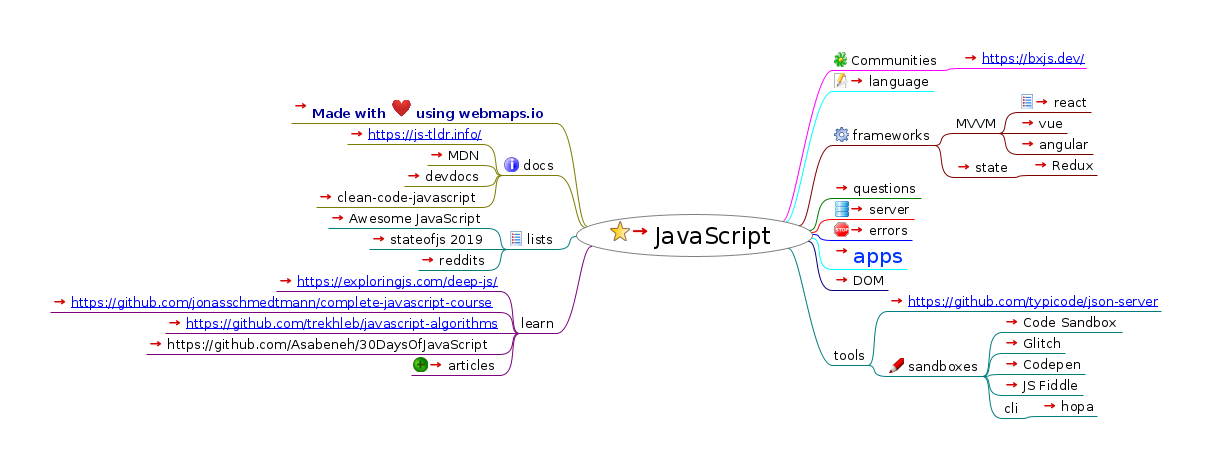 JavaScript
Made with using webmaps.io
docs
https://js-tldr.info/
MDN
devdocs
clean-code-javascript
lists
Awesome JavaScript
stateofjs 2019
reddits
learn
https://exploringjs.com/deep-js/
https://github.com/jonasschmedtmann/complete-javascript-course
https://github.com/trekhleb/javascript-algorithms
https://github.com/Asabeneh/30DaysOfJavaScript
articles
Communities
https://bxjs.dev/
language
frameworks
MVVM
react
vue
angular
state
Redux
questions
server
STOP
errors
apps
DOM
tools
https://github.com/typicode/json-server
sandboxes
Code Sandbox
Glitch
Codepen
JS Fiddle
cli
hopa